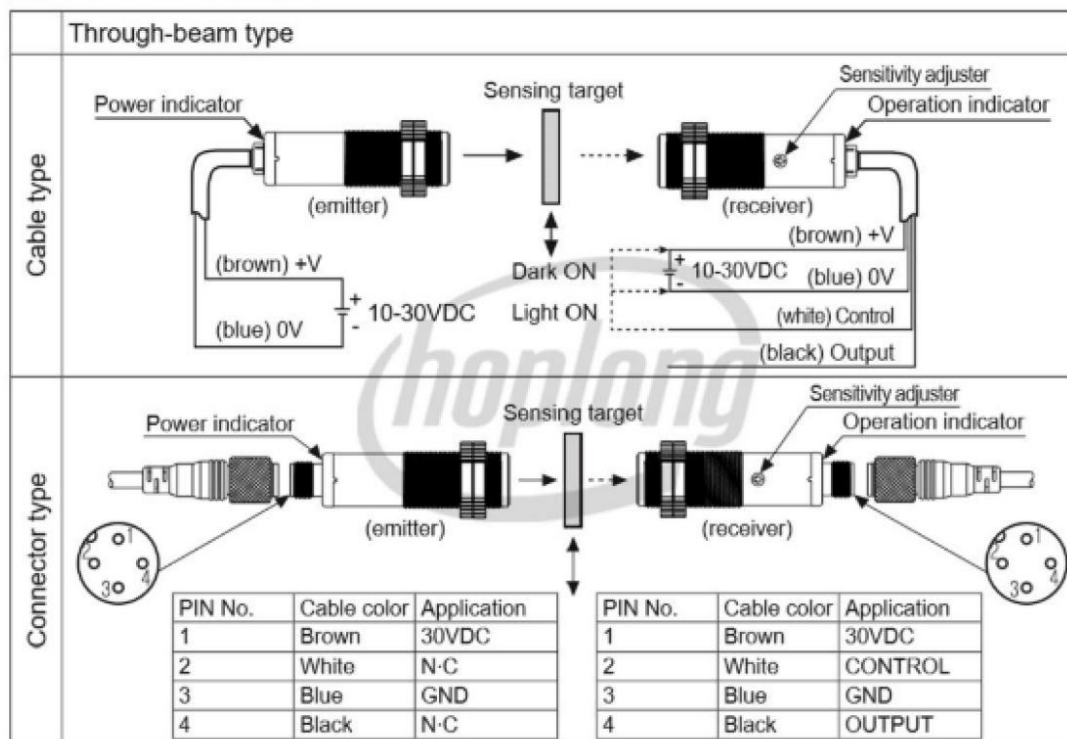 Through-beam type
Cable type
Power indicator
Sensing target
Sensitivity adjuster
Operation indicator
(emitter)
(receiver)
(brown) +V
(blue) 0V
+
-
10-30VDC
Dark ON
Light ON
+
-
10-30VDC
(brown) +V
(blue) 0V
(white) Control
(black) Output
hoplong
Connector type
Power indicator
Sensing target
Sensitivity adjuster
Operation indicator
(emitter)
(receiver)
1
2
3
4
1
2
3
4
PIN No. Cable color Application
1 Brown 30VDC
2 White N·C
3 Blue GND
4 Black N·C
PIN No. Cable color Application
1 Brown 30VDC
2 White CONTROL
3 Blue GND
4 Black OUTPUT